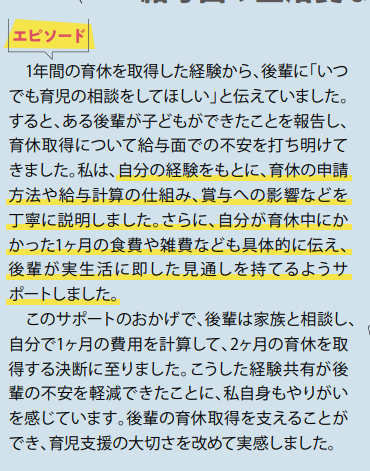 エピソード
1年間の育休を取得した経験から、後輩に「いつ
でも育児の相談をしてほしい」と伝えていました。
すると、ある後輩が子どもができたことを報告し、
育休取得について給与面での不安を打ち明けて
きました。私は、自分の経験をもとに、育休の申請
方法や給与計算の仕組み、賞与への影響などを
丁寧に説明しました。さらに、自分が育休中にか
かった1ヶ月の食費や雑費なども具体的に伝え、
後輩が実生活に即した見通しを持てるようサ
ポートしました。
このサポートのおかげで、後輩は家族と相談し、
自分で1ヶ月の費用を計算して、2ヶ月の育休を取
得する決断に至りました。こうした経験共有が後
輩の不安を軽減できたことに、私自身もやりがい
を感じています。後輩の育休取得を支えることが
でき、育児支援の大切さを改めて実感しました。